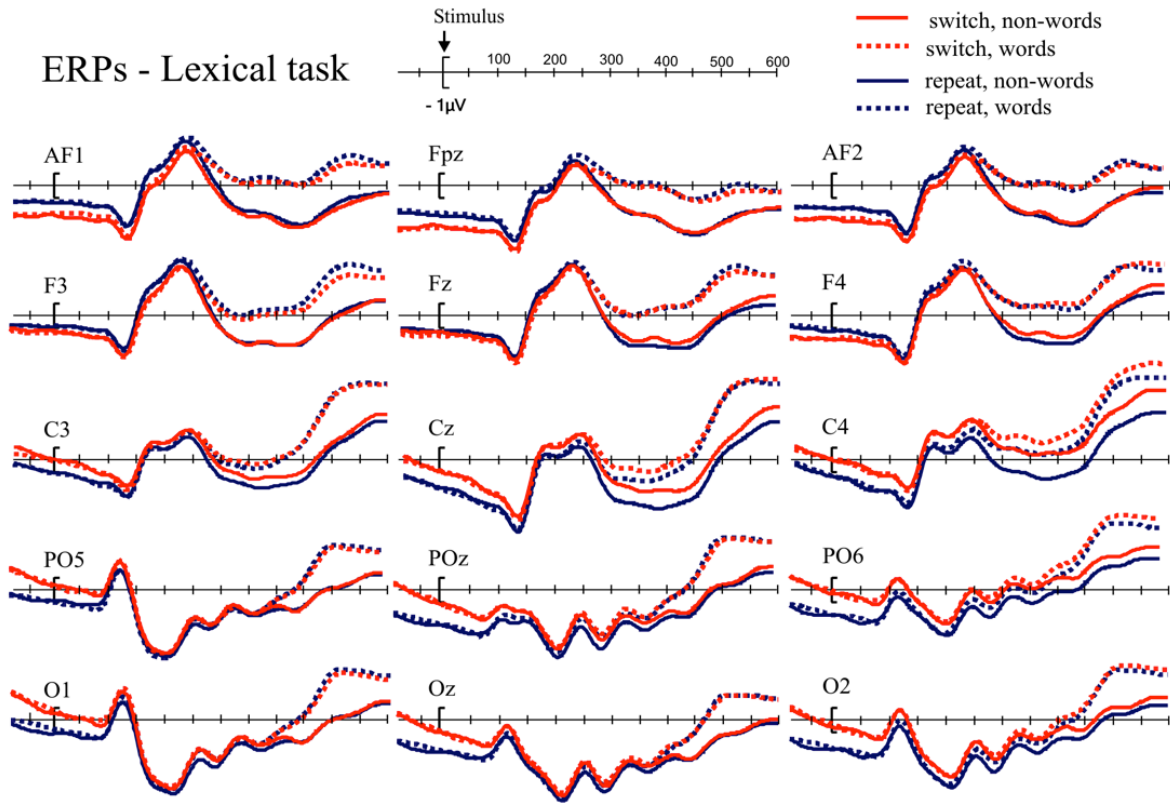 Stimulus
ERPs - Lexical task
100 200 300 400 500 600
- 1μV
switch, non-words
switch, words
repeat, non-words
repeat, words
AF1 Fpz AF2
F3 Fz F4
C3 Cz C4
PO5 POz PO6
O1 Oz O2